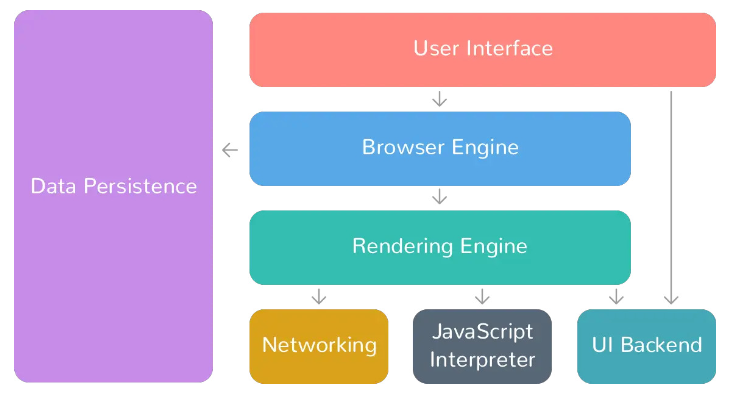 User Interface
Browser Engine
Data Persistence
Rendering Engine
Networking
JavaScript
Interpreter
UI Backend